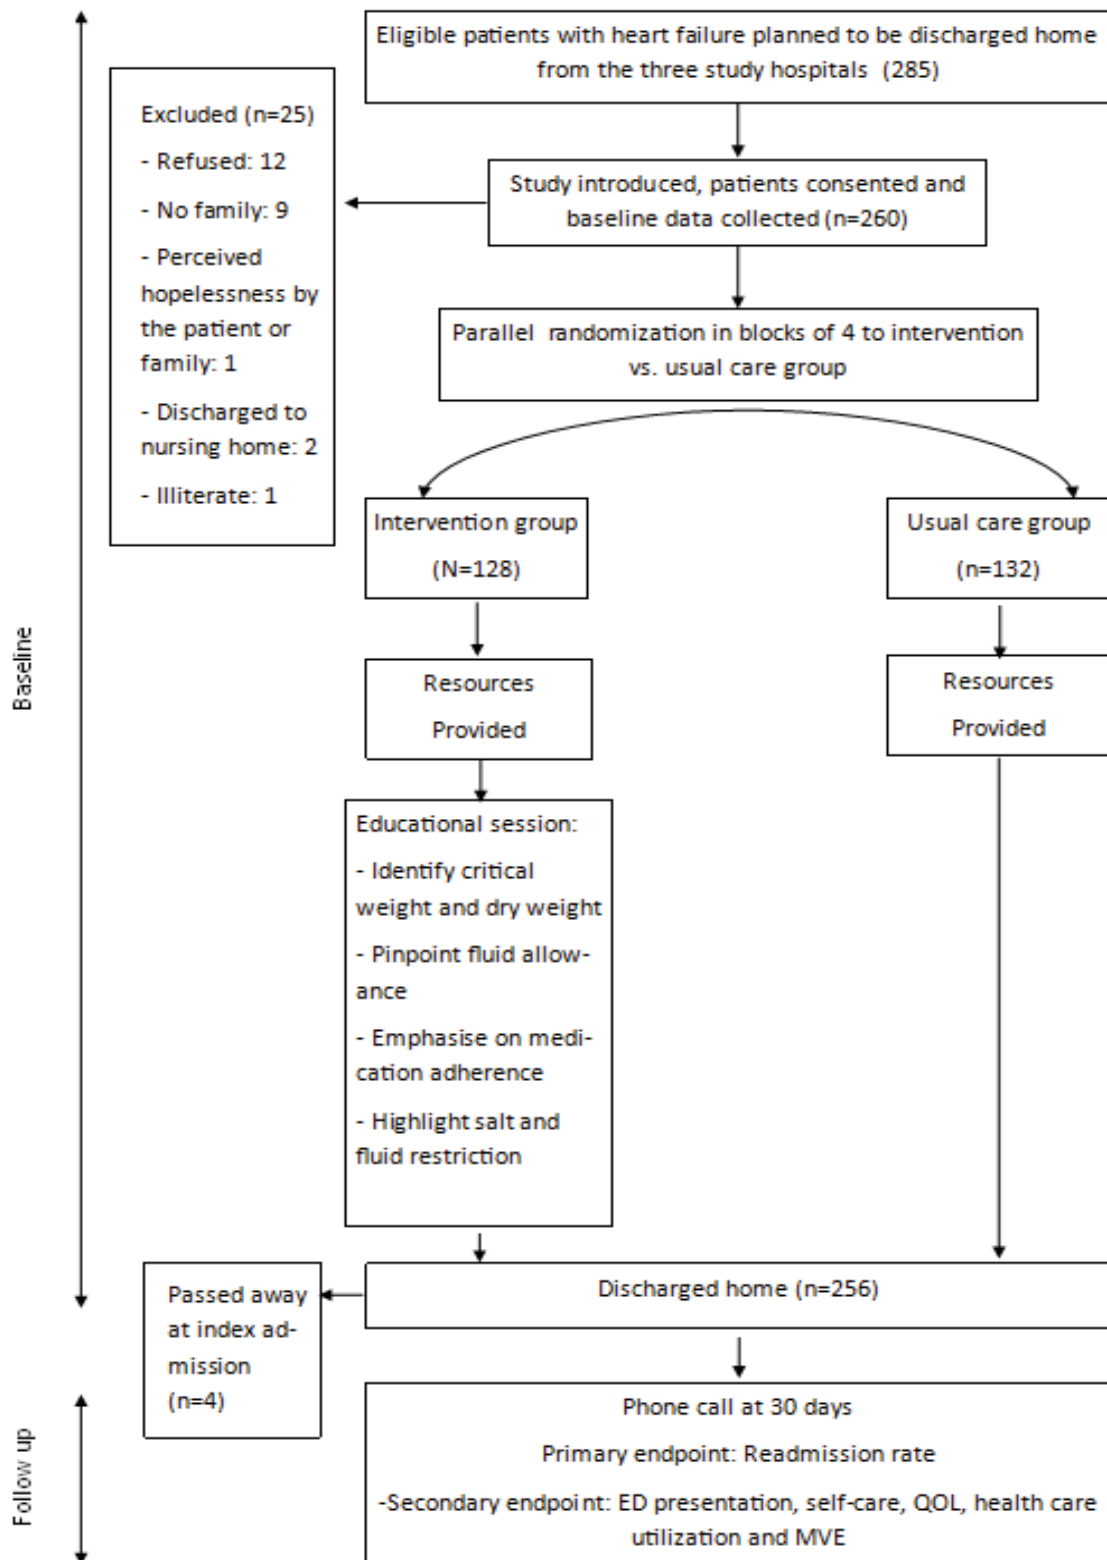 Eligible patients with heart failure planned to be discharged home
from the three study hospitals (285)
Excluded (n=25)
- Refused: 12
- No family: 9
- Perceived
hopelessness by
the patient or
family: 1
- Discharged to
nursing home: 2
- Illiterate: 1
Study introduced, patients consented and
baseline data collected (n=260)
Parallel randomization in blocks of 4 to intervention
vs. usual care group
Intervention group
(N=128)
Usual care group
(n=132)
Resources
Provided
Resources
Provided
Educational session:
- Identify critical
weight and dry weight
- Pinpoint fluid allow-
ance
- Emphasise on medi-
cation adherence
- Highlight salt and
fluid restriction
Baseline
Discharged home (n=256)
Passed away
at index ad-
mission
(n=4)
Follow up
Phone call at 30 days
Primary endpoint: Readmission rate
-Secondary endpoint: ED presentation, self-care, QOL, health care
utilization and MVE